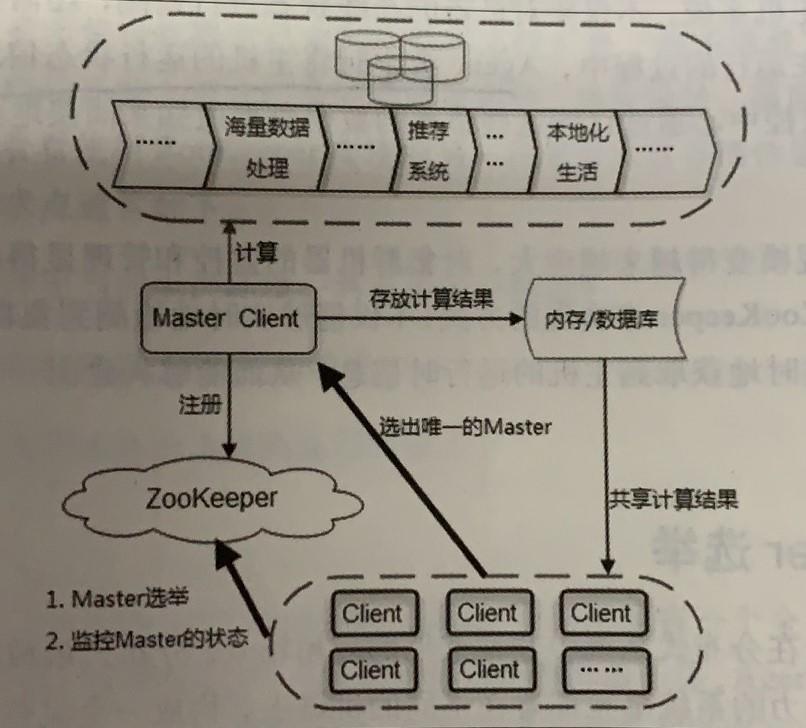 ……
海量数据
处理
……
推荐
系统
…
…
本地化
生活
……
计算
Master Client
存放计算结果
内存/数据库
注册
选出唯一的Master
ZooKeeper
共享计算结果
1. Master选举
2. 监控Master的状态
Client
Client
Client
Client
Client
……